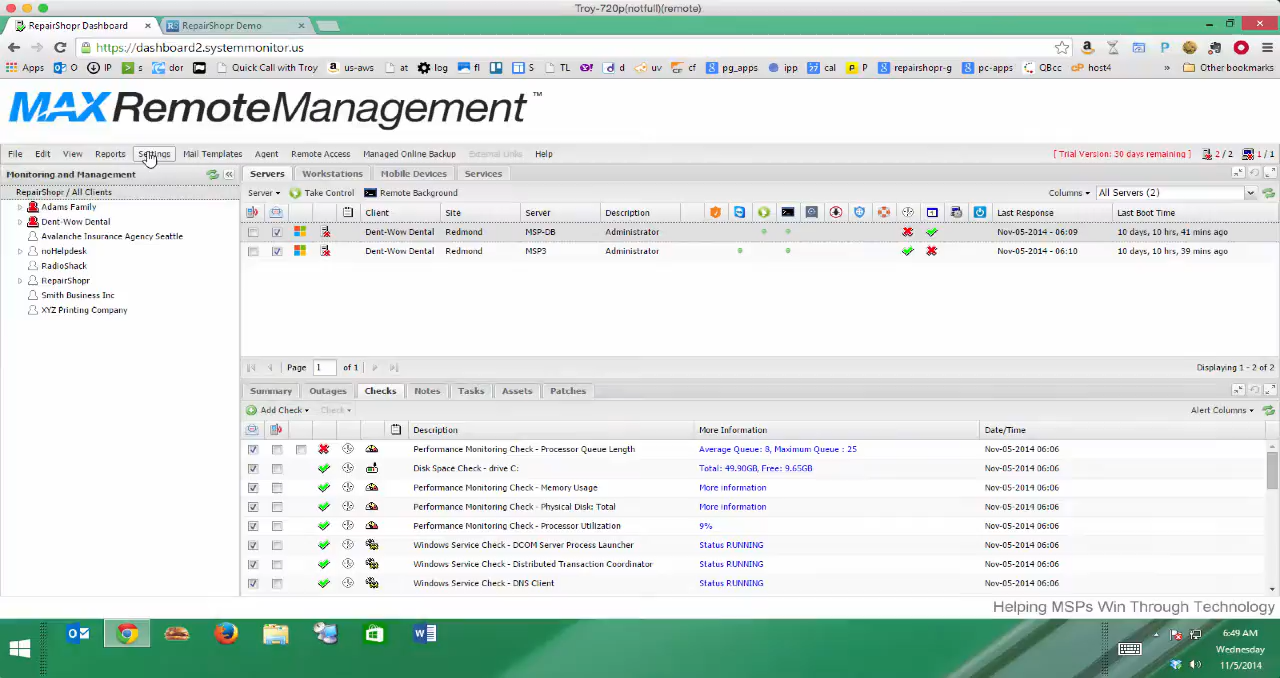 Troy-720p(notfull)(remote)
RepairShopr Dashboard × RS RepairShopr Demo ×
https://dashboard2.systemmonitor.us
Apps O IP s dor Quick Call with Troy us-aws at log fl S TL d uv cf pg_apps ipp 77 cal P repairshopr-g pc-apps QBcc host4 » Other bookmarks
MAXRemoteManagement™
File Edit View Reports Settings Mail Templates Agent Remote Access Managed Online Backup External Links Help [ Trial Version: 30 days remaining ] 2 / 2 1 / 1
Monitoring and Management
RepairShopr / All Clients
Adams Family
Dent-Wow Dental
Avalanche Insurance Agency Seattle
noHelpdesk
RadioShack
RepairShopr
Smith Business Inc
XYZ Printing Company
Servers Workstations Mobile Devices Services
Server Take Control Remote Background Columns All Servers (2)
Client Site Server Description Last Response Last Boot Time
Dent-Wow Dental Redmond MSP-DB Administrator Nov-05-2014 - 06:09 10 days, 10 hrs, 41 mins ago
Dent-Wow Dental Redmond MSP3 Administrator Nov-05-2014 - 06:10 10 days, 10 hrs, 39 mins ago
Page 1 of 1 Displaying 1 - 2 of 2
Summary Outages Checks Notes Tasks Assets Patches
Add Check Check Alert Columns
Description More Information Date/Time
Performance Monitoring Check - Processor Queue Length Average Queue: 8, Maximum Queue : 25 Nov-05-2014 06:06
Disk Space Check - drive C: Total: 49.90GB, Free: 9.65GB Nov-05-2014 06:06
Performance Monitoring Check - Memory Usage More information Nov-05-2014 06:06
Performance Monitoring Check - Physical Disk: Total More information Nov-05-2014 06:06
Performance Monitoring Check - Processor Utilization 9% Nov-05-2014 06:06
Windows Service Check - DCOM Server Process Launcher Status RUNNING Nov-05-2014 06:06
Windows Service Check - Distributed Transaction Coordinator Status RUNNING Nov-05-2014 06:06
Windows Service Check - DNS Client Status RUNNING Nov-05-2014 06:06
Helping MSPs Win Through Technology
6:49 AM
Wednesday
11/5/2014